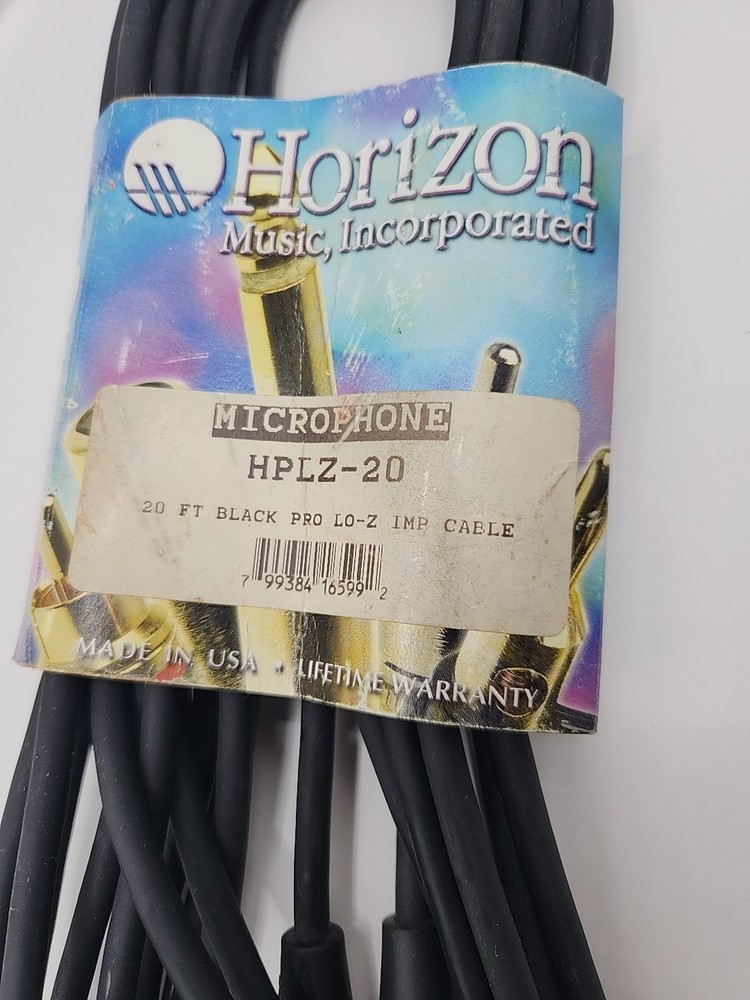 Horizon
Music, Incorporated
MICROPHONE
HPLZ-20
20 FT BLACK PRO LO-Z IMP CABLE
7 99384 16599 2
MADE IN USA • LIFETIME WARRANTY